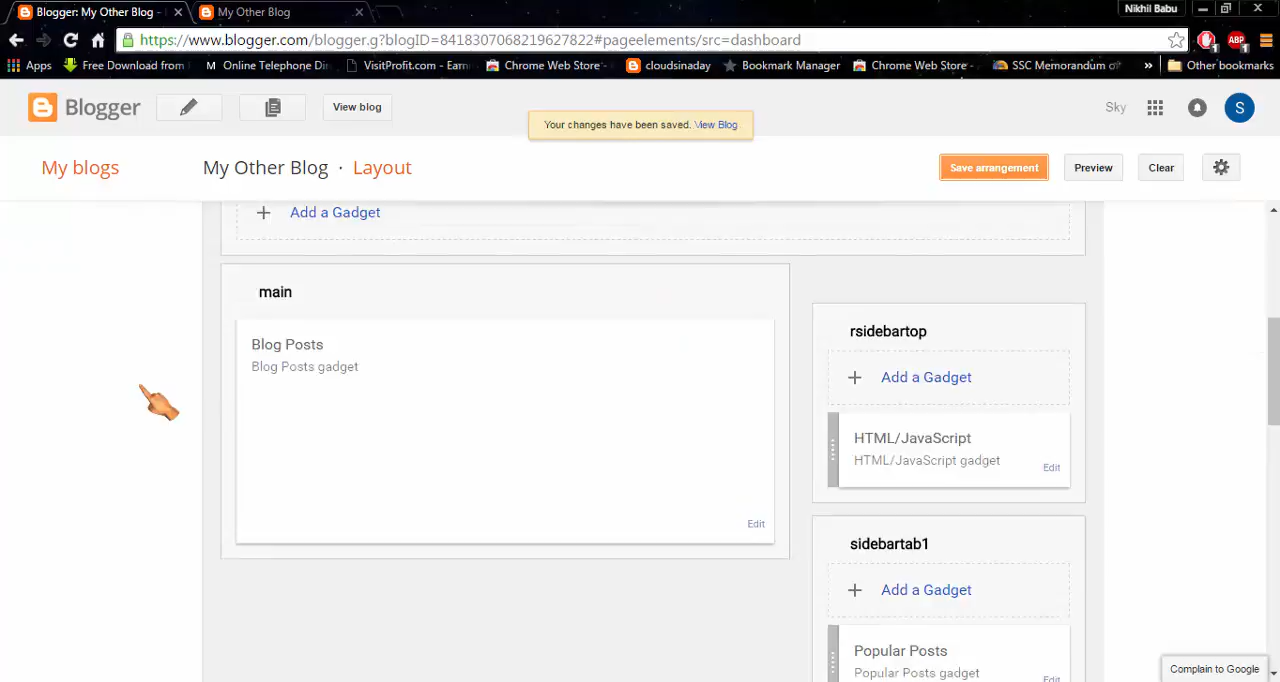 Blogger: My Other Blog -
My Other Blog
Nikhil Babu
https://www.blogger.com/blogger.g?blogID=8418307068219627822#pageelements/src=dashboard
ABP
Apps
Free Download from
M Online Telephone Dir
VisitProfit.com - Earn
Chrome Web Store -
cloudsinaday
Bookmark Manager
Chrome Web Store -
SSC Memorandum of
»
Other bookmarks
Blogger
View blog
Your changes have been saved. View Blog
Sky
S
My blogs
My Other Blog · Layout
Save arrangement
Preview
Clear
+ Add a Gadget
main
Blog Posts
Blog Posts gadget
Edit
rsidebartop
+ Add a Gadget
HTML/JavaScript
HTML/JavaScript gadget
Edit
sidebartab1
+ Add a Gadget
Popular Posts
Popular Posts gadget
Edit
Complain to Google